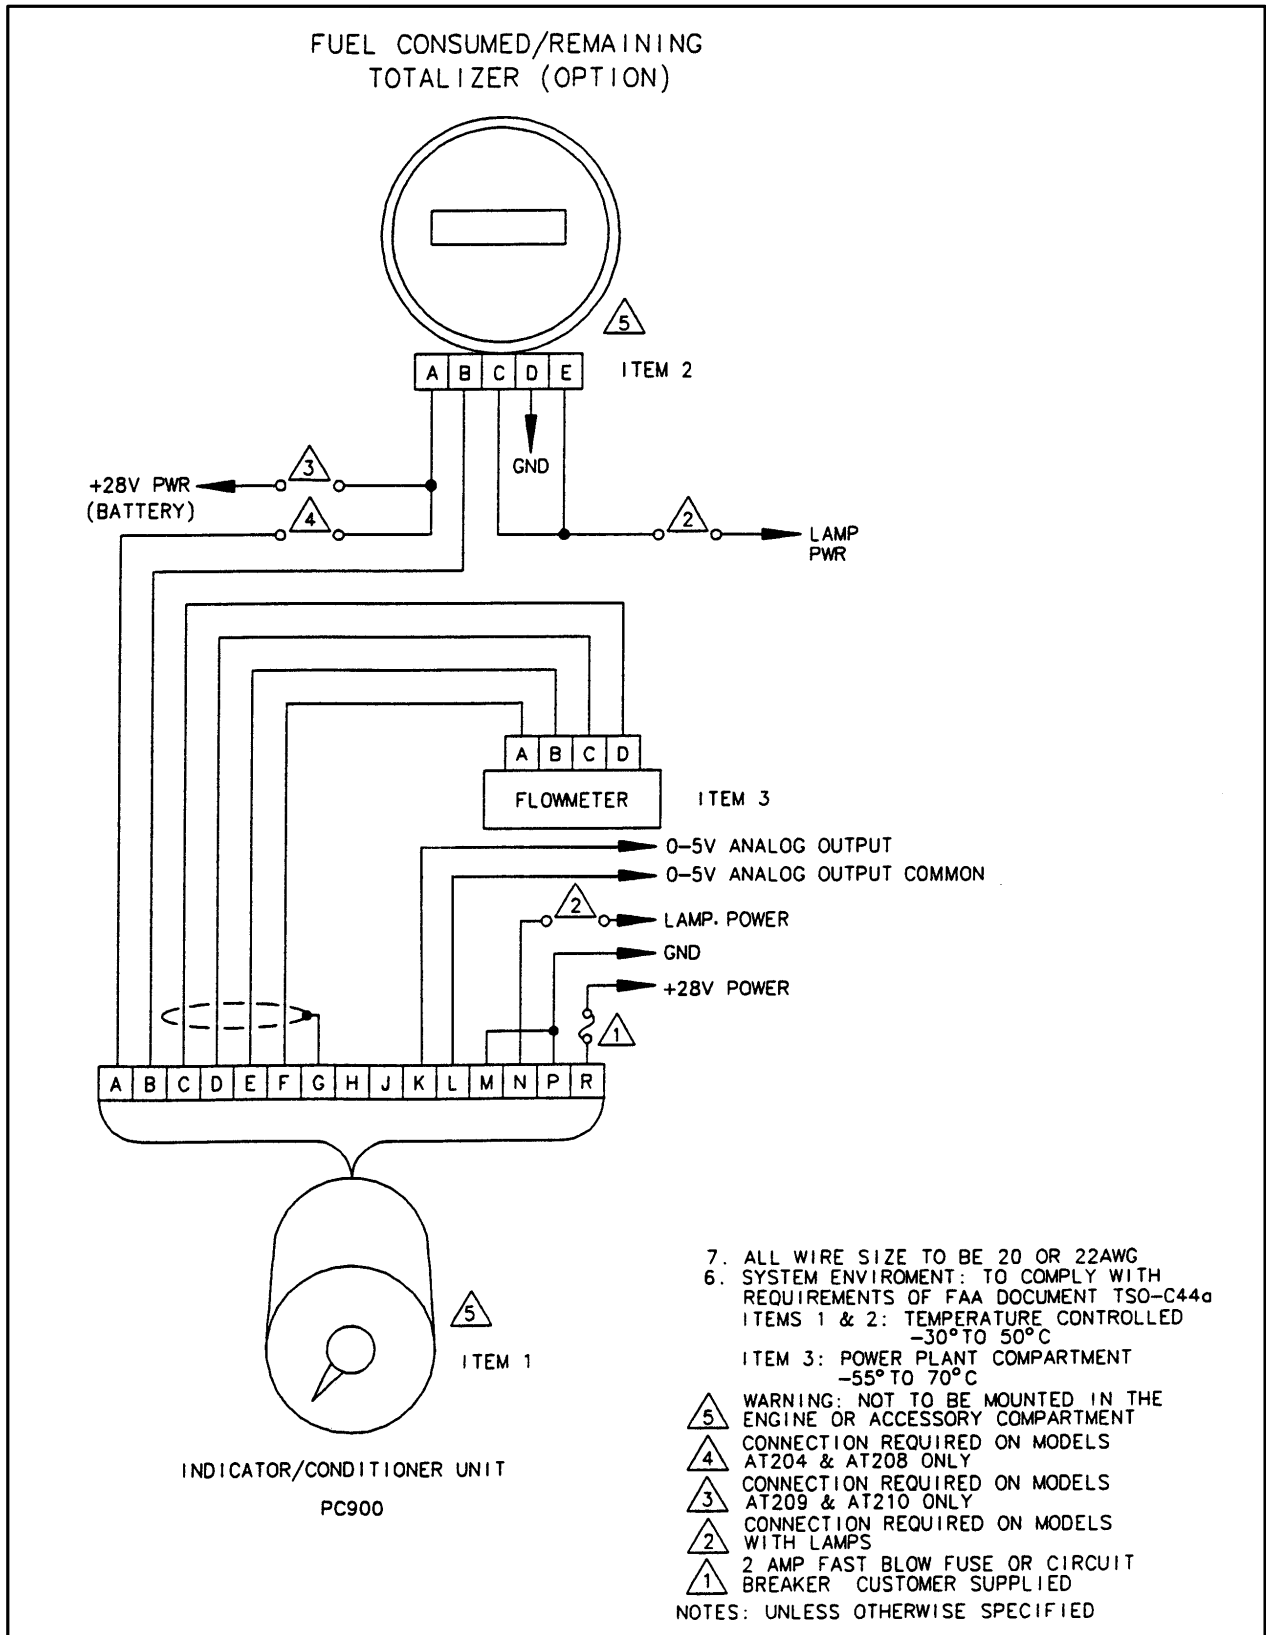 FUEL CONSUMED/REMAINING
TOTALIZER (OPTION)
5
A B C D E
ITEM 2
GND
3
+28V PWR
(BATTERY)
4
2
LAMP
PWR
A B C D
FLOWMETER
ITEM 3
0-5V ANALOG OUTPUT
0-5V ANALOG OUTPUT COMMON
2
LAMP. POWER
GND
+28V POWER
1
A B C D E F G H J K L M N P R
5
ITEM 1
INDICATOR/CONDITIONER UNIT
PC900
7. ALL WIRE SIZE TO BE 20 OR 22AWG
6. SYSTEM ENVIROMENT: TO COMPLY WITH
REQUIREMENTS OF FAA DOCUMENT TSO-C44a
ITEMS 1 & 2: TEMPERATURE CONTROLLED
-30° TO 50°C
ITEM 3: POWER PLANT COMPARTMENT
-55° TO 70°C
WARNING: NOT TO BE MOUNTED IN THE
5 ENGINE OR ACCESSORY COMPARTMENT
CONNECTION REQUIRED ON MODELS
4 AT204 & AT208 ONLY
CONNECTION REQUIRED ON MODELS
3 AT209 & AT210 ONLY
CONNECTION REQUIRED ON MODELS
2 WITH LAMPS
2 AMP FAST BLOW FUSE OR CIRCUIT
1 BREAKER CUSTOMER SUPPLIED
NOTES: UNLESS OTHERWISE SPECIFIED